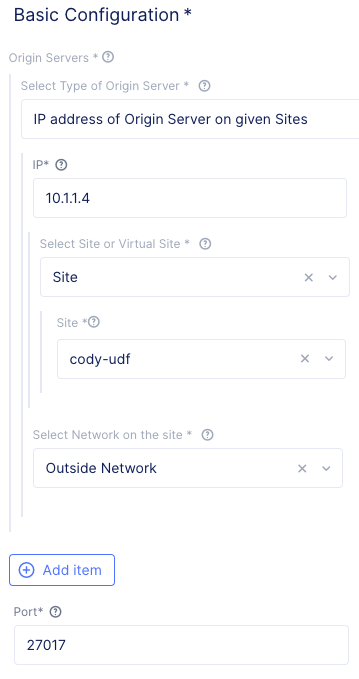 Basic Configuration *
Origin Servers *
Select Type of Origin Server *
IP address of Origin Server on given Sites
IP*
10.1.1.4
Select Site or Virtual Site *
Site
Site *
cody-udf
Select Network on the site *
Outside Network
Add item
Port*
27017